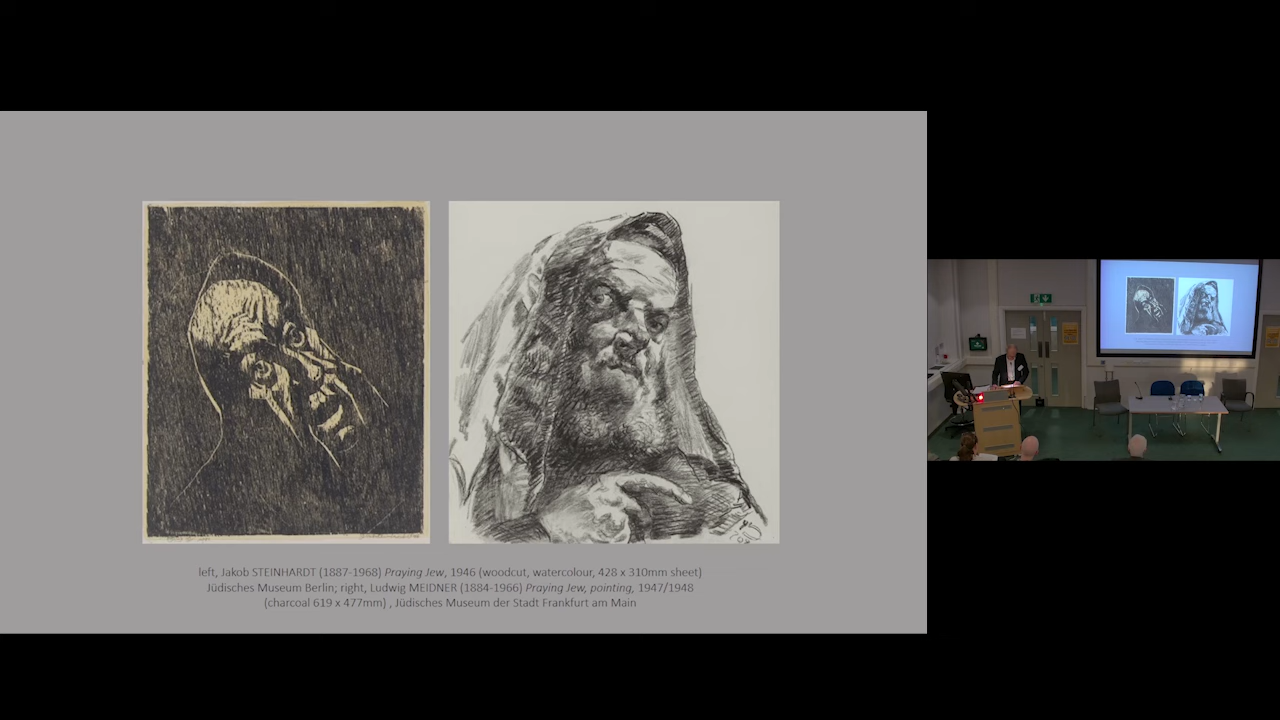 left, Jakob STEINHARDT (1887-1968) Praying Jew, 1946 (woodcut, watercolour, 428 x 310mm sheet)
Jüdisches Museum Berlin; right, Ludwig MEIDNER (1884-1966) Praying Jew, pointing, 1947/1948
(charcoal 619 x 477mm) , Jüdisches Museum der Stadt Frankfurt am Main